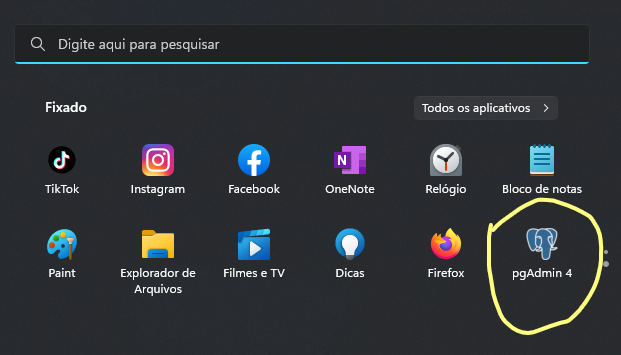 Digite aqui para pesquisar
Fixado
Todos os aplicativos
TikTok
Instagram
Facebook
OneNote
Relógio
Bloco de notas
Paint
Explorador de
Arquivos
Filmes e TV
Dicas
Firefox
pgAdmin 4